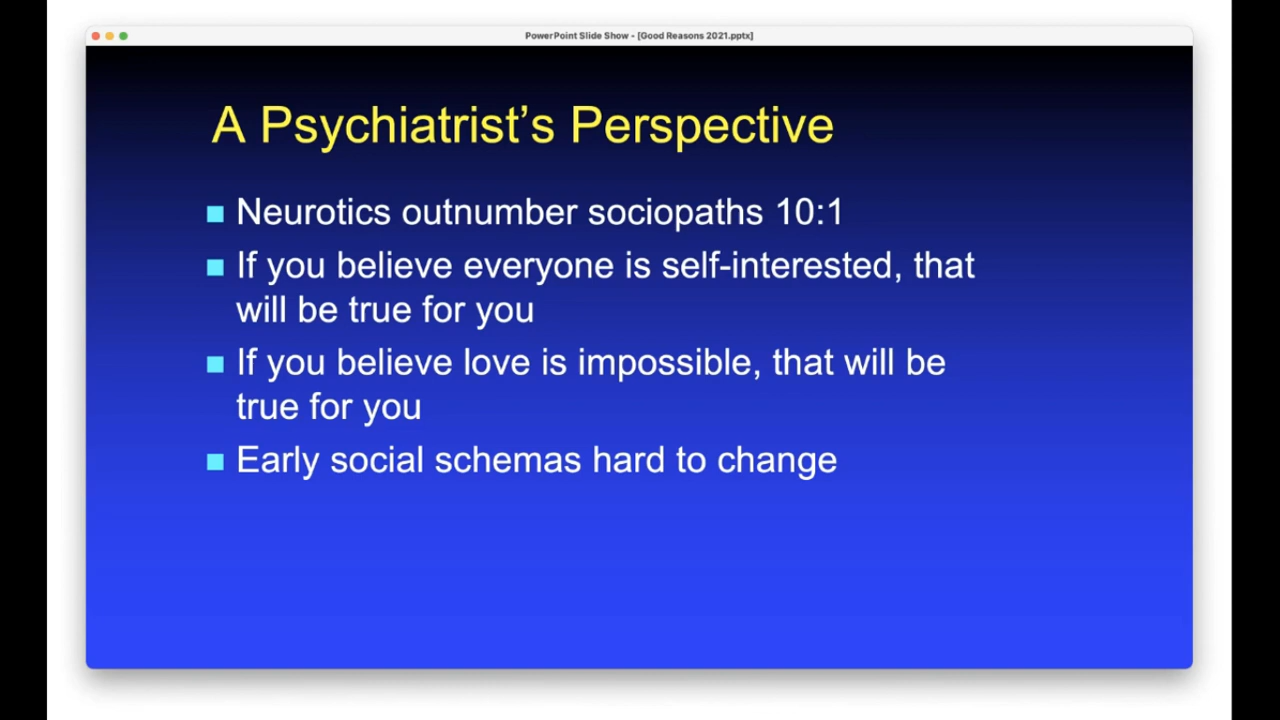 PowerPoint Slide Show - [Good Reasons 2021.pptx]
A Psychiatrist’s Perspective
Neurotics outnumber sociopaths 10:1
If you believe everyone is self-interested, that
will be true for you
If you believe love is impossible, that will be
true for you
Early social schemas hard to change